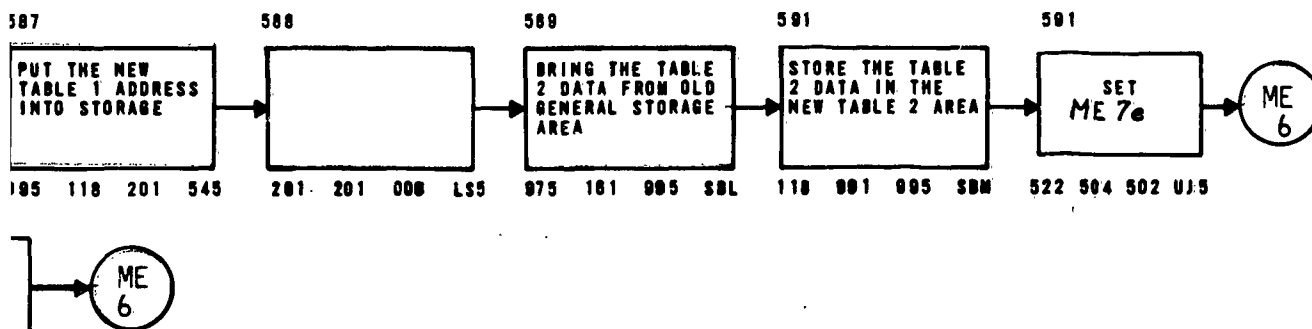 587 588 589 591 591
PUT THE NEW
TABLE 1 ADDRESS
INTO STORAGE
BRING THE TABLE
2 DATA FROM OLD
GENERAL STORAGE
AREA
STORE THE TABLE
2 DATA IN THE
NEW TABLE 2 AREA
SET
ME 7e
ME
6
195 118 201 545
201 201 008 LS5
975 161 995 SBL
118 991 995 SBM
522 504 502 UJ5
ME
6